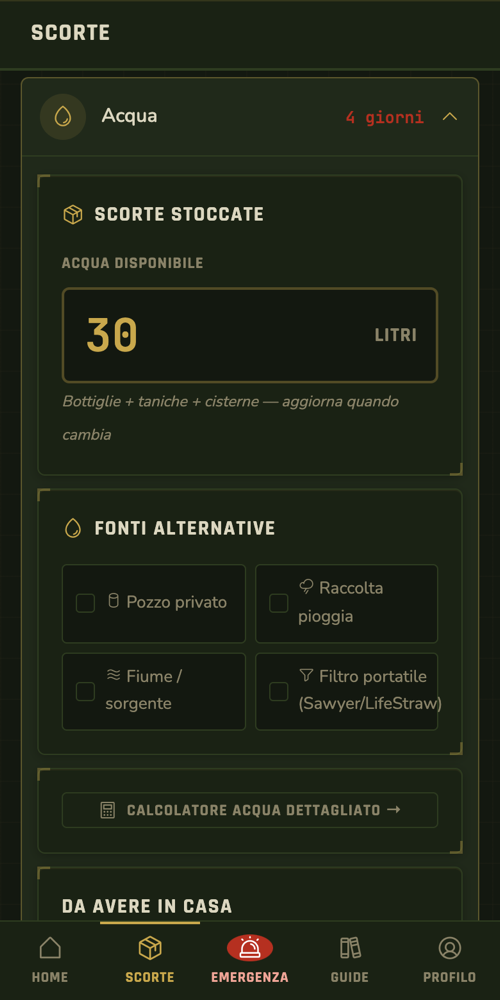 SCORTE
Acqua
4 giorni
SCORTE STOCCATE
ACQUA DISPONIBILE
30
LITRI
Bottiglie + taniche + cisterne — aggiorna quando
cambia
FONTI ALTERNATIVE
Pozzo privato
Raccolta
pioggia
Fiume /
sorgente
Filtro portatile
(Sawyer/LifeStraw)
CALCOLATORE ACQUA DETTAGLIATO →
DA AVERE IN CASA
HOME
SCORTE
EMERGENZA
GUIDE
PROFILO